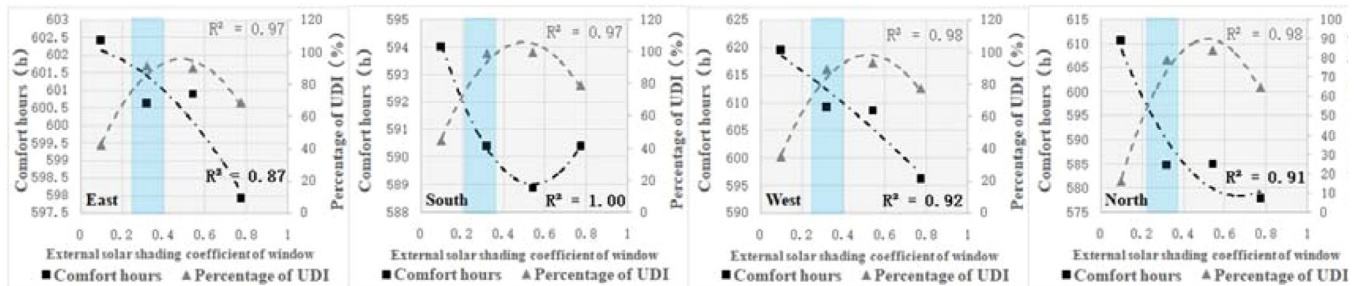 Comfort hours (h)
603
602.5
602
601.5
601
600.5
600
599.5
599
598.5
598
597.5
R² = 0.97
R² = 0.87
East
120
100
80
60
40
20
0
Percentage of UDI (%)
0 0.2 0.4 0.6 0.8 1
External solar shading coefficient of window
■ Comfort hours ▲ Percentage of UDI
Comfort hours (h)
595
594
593
592
591
590
589
588
R² = 0.97
R² = 1.00
South
120
100
80
60
40
20
0
Percentage of UDI (%)
0 0.2 0.4 0.6 0.8 1
External solar shading coefficient of window
■ Comfort hours ▲ Percentage of UDI
Comfort hours (h)
625
620
615
610
605
600
595
590
R² = 0.98
R² = 0.92
West
120
100
80
60
40
20
0
Percentage of UDI (%)
0 0.2 0.4 0.6 0.8 1
External solar shading coefficient of window
■ Comfort hours ▲ Percentage of UDI
Comfort hours (h)
615
610
605
600
595
590
585
580
575
R² = 0.98
R² = 0.91
North
100
90
80
70
60
50
40
30
20
10
0
Percentage of UDI (%)
0 0.2 0.4 0.6 0.8 1
External solar shading coefficient of window
■ Comfort hours ▲ Percentage of UDI